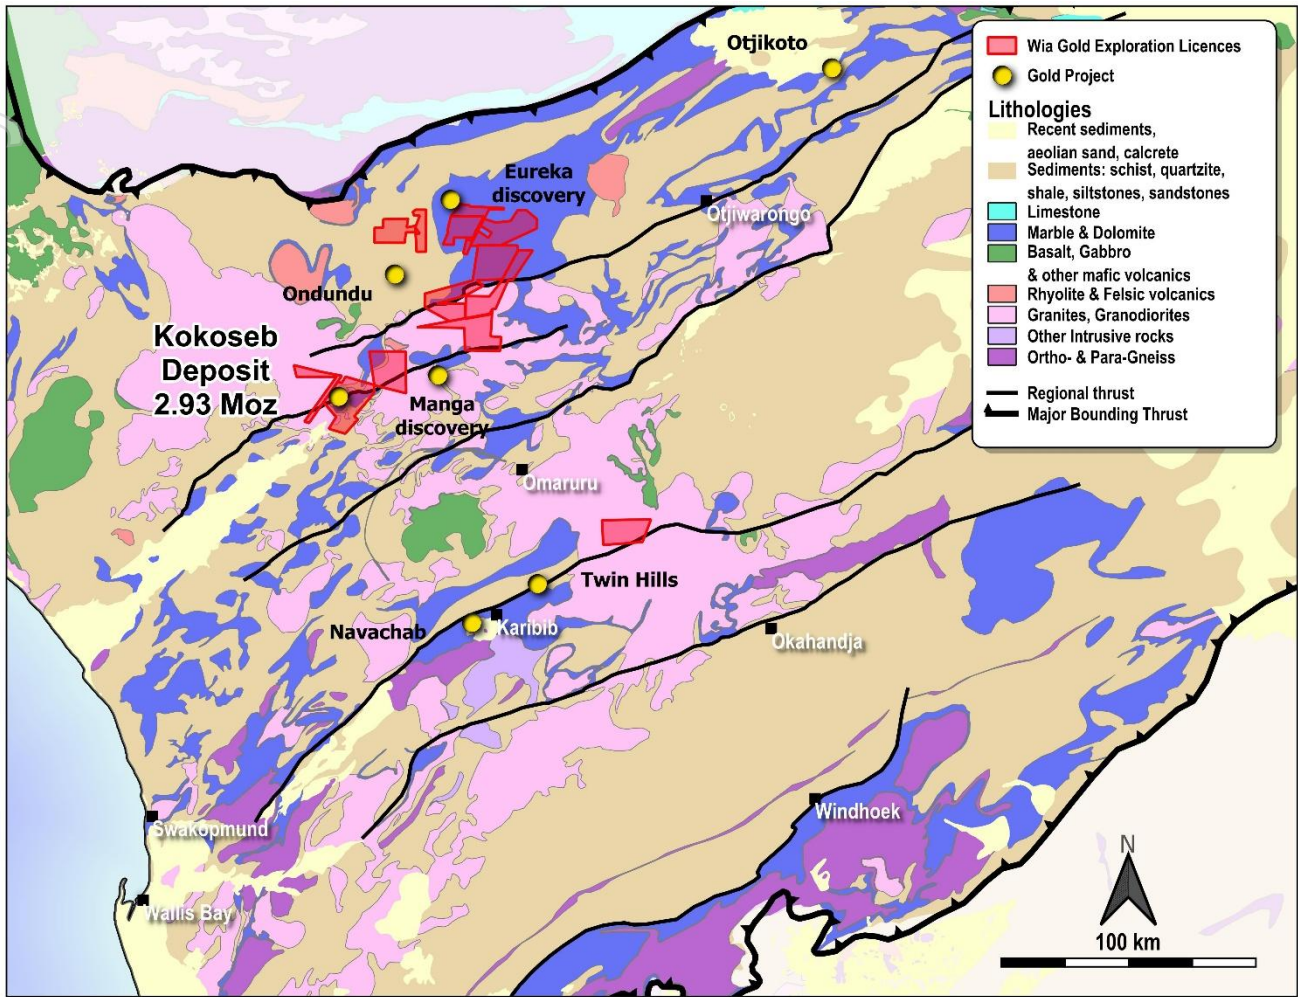 Otjikoto
Eureka
discovery
Otjiwarongo
Ondundu
Kokoseb
Deposit
2.93 Moz
Manga
discovery
Omaruru
Twin Hills
Navachab
Karibib
Okahandja
Windhoek
Swakopmund
Wallis Bay
Wia Gold Exploration Licences
Gold Project
Lithologies
Recent sediments,
aeolian sand, calcrete
Sediments: schist, quartzite,
shale, siltstones, sandstones
Limestone
Marble & Dolomite
Basalt, Gabbro
& other mafic volcanics
Rhyolite & Felsic volcanics
Granites, Granodiorites
Other Intrusive rocks
Ortho- & Para-Gneiss
Regional thrust
Major Bounding Thrust
N
100 km